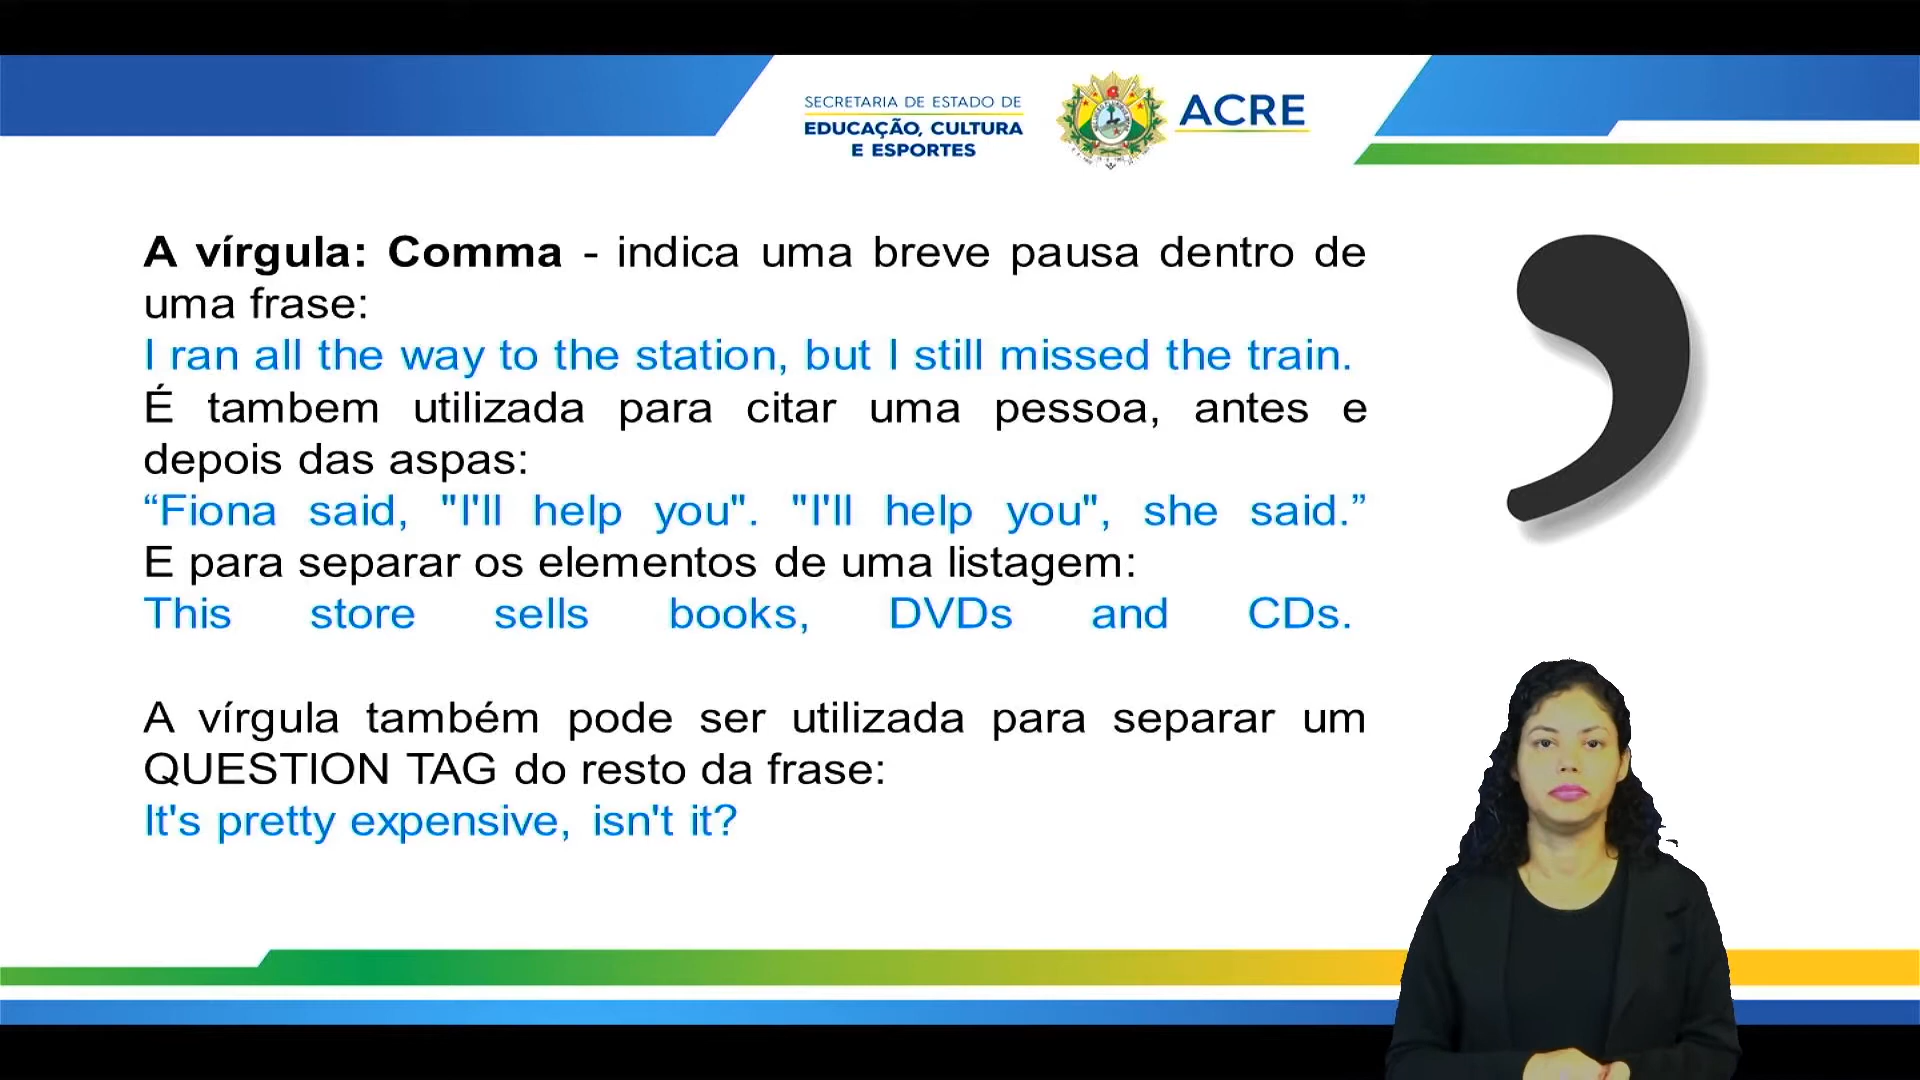 SECRETARIA DE ESTADO DE
EDUCAÇÃO, CULTURA
E ESPORTES
ACRE
A vírgula: Comma - indica uma breve pausa dentro de
uma frase:
I ran all the way to the station, but I still missed the train.
É tambem utilizada para citar uma pessoa, antes e
depois das aspas:
“Fiona said, "I'll help you". "I'll help you", she said.”
E para separar os elementos de uma listagem:
This store sells books, DVDs and CDs.
A vírgula também pode ser utilizada para separar um
QUESTION TAG do resto da frase:
It's pretty expensive, isn't it?